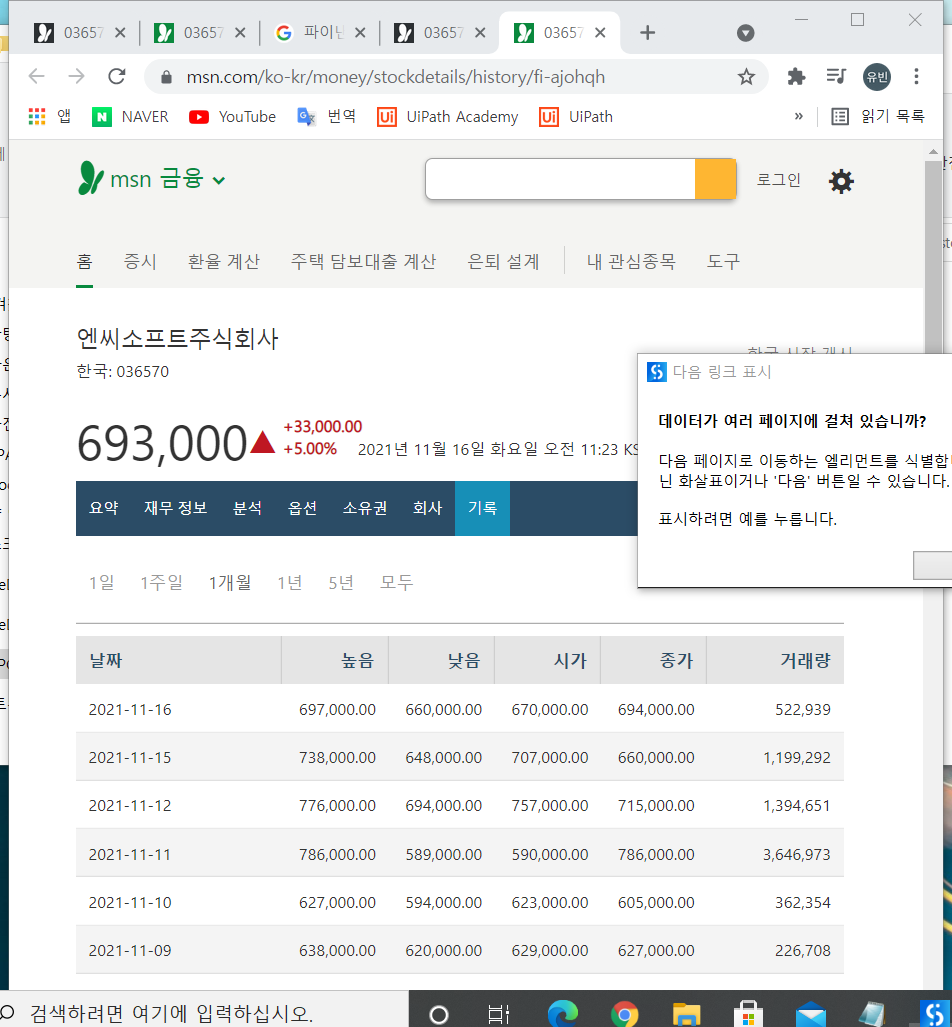 03657
03657
파이낸
03657
03657
msn.com/ko-kr/money/stockdetails/history/fi-ajohqh
유빈
앱 NAVER YouTube 번역 UiPath Academy UiPath » 읽기 목록
msn 금융
로그인
홈 증시 환율 계산 주택 담보대출 계산 은퇴 설계 내 관심종목 도구
엔씨소프트주식회사
한국: 036570
693,000
+33,000.00
+5.00%
2021년 11월 16일 화요일 오전 11:23 KS
요약 재무 정보 분석 옵션 소유권 회사 기록
다음 링크 표시
데이터가 여러 페이지에 걸쳐 있습니까?
다음 페이지로 이동하는 엘리먼트를 식별합
닌 화살표이거나 '다음' 버튼일 수 있습니다.
표시하려면 예를 누릅니다.
1일 1주일 1개월 1년 5년 모두
날짜 높음 낮음 시가 종가 거래량
2021-11-16 697,000.00 660,000.00 670,000.00 694,000.00 522,939
2021-11-15 738,000.00 648,000.00 707,000.00 660,000.00 1,199,292
2021-11-12 776,000.00 694,000.00 757,000.00 715,000.00 1,394,651
2021-11-11 786,000.00 589,000.00 590,000.00 786,000.00 3,646,973
2021-11-10 627,000.00 594,000.00 623,000.00 605,000.00 362,354
2021-11-09 638,000.00 620,000.00 629,000.00 627,000.00 226,708
검색하려면 여기에 입력하십시오.